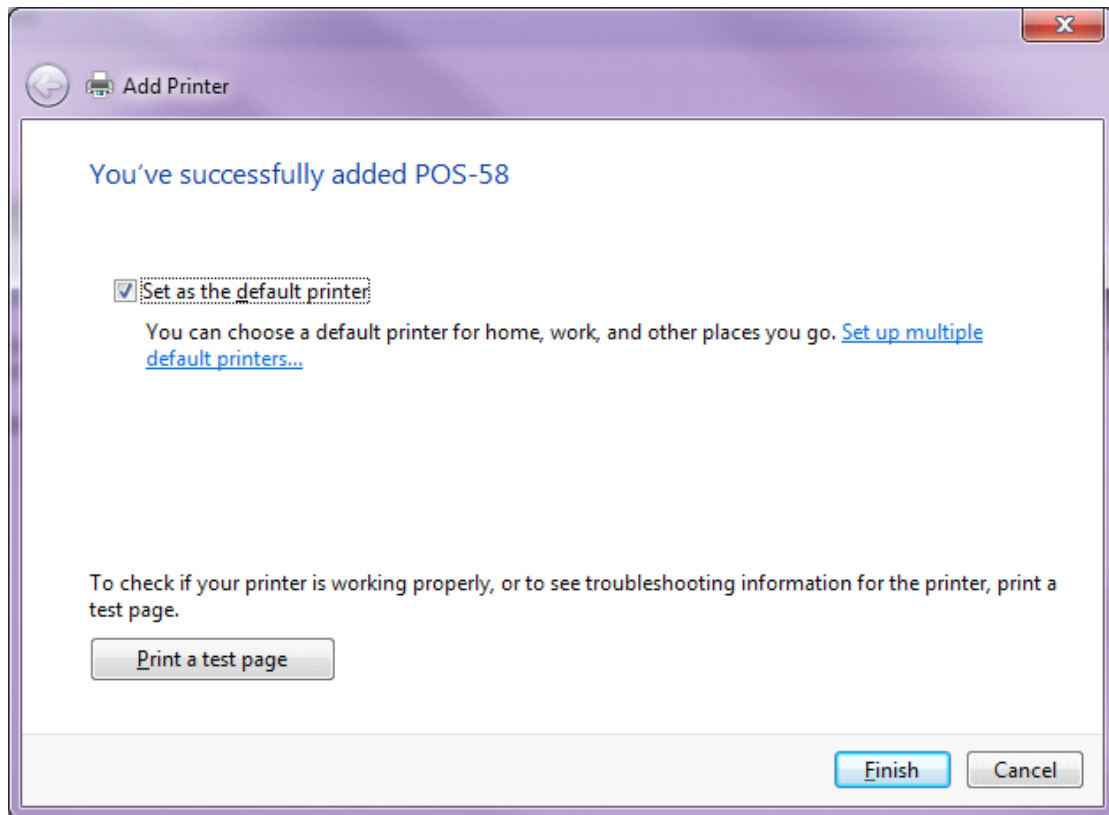 Add Printer
You've successfully added POS-58
Set as the default printer
You can choose a default printer for home, work, and other places you go. Set up multiple
default printers...
To check if your printer is working properly, or to see troubleshooting information for the printer, print a
test page.
Print a test page
Finish
Cancel